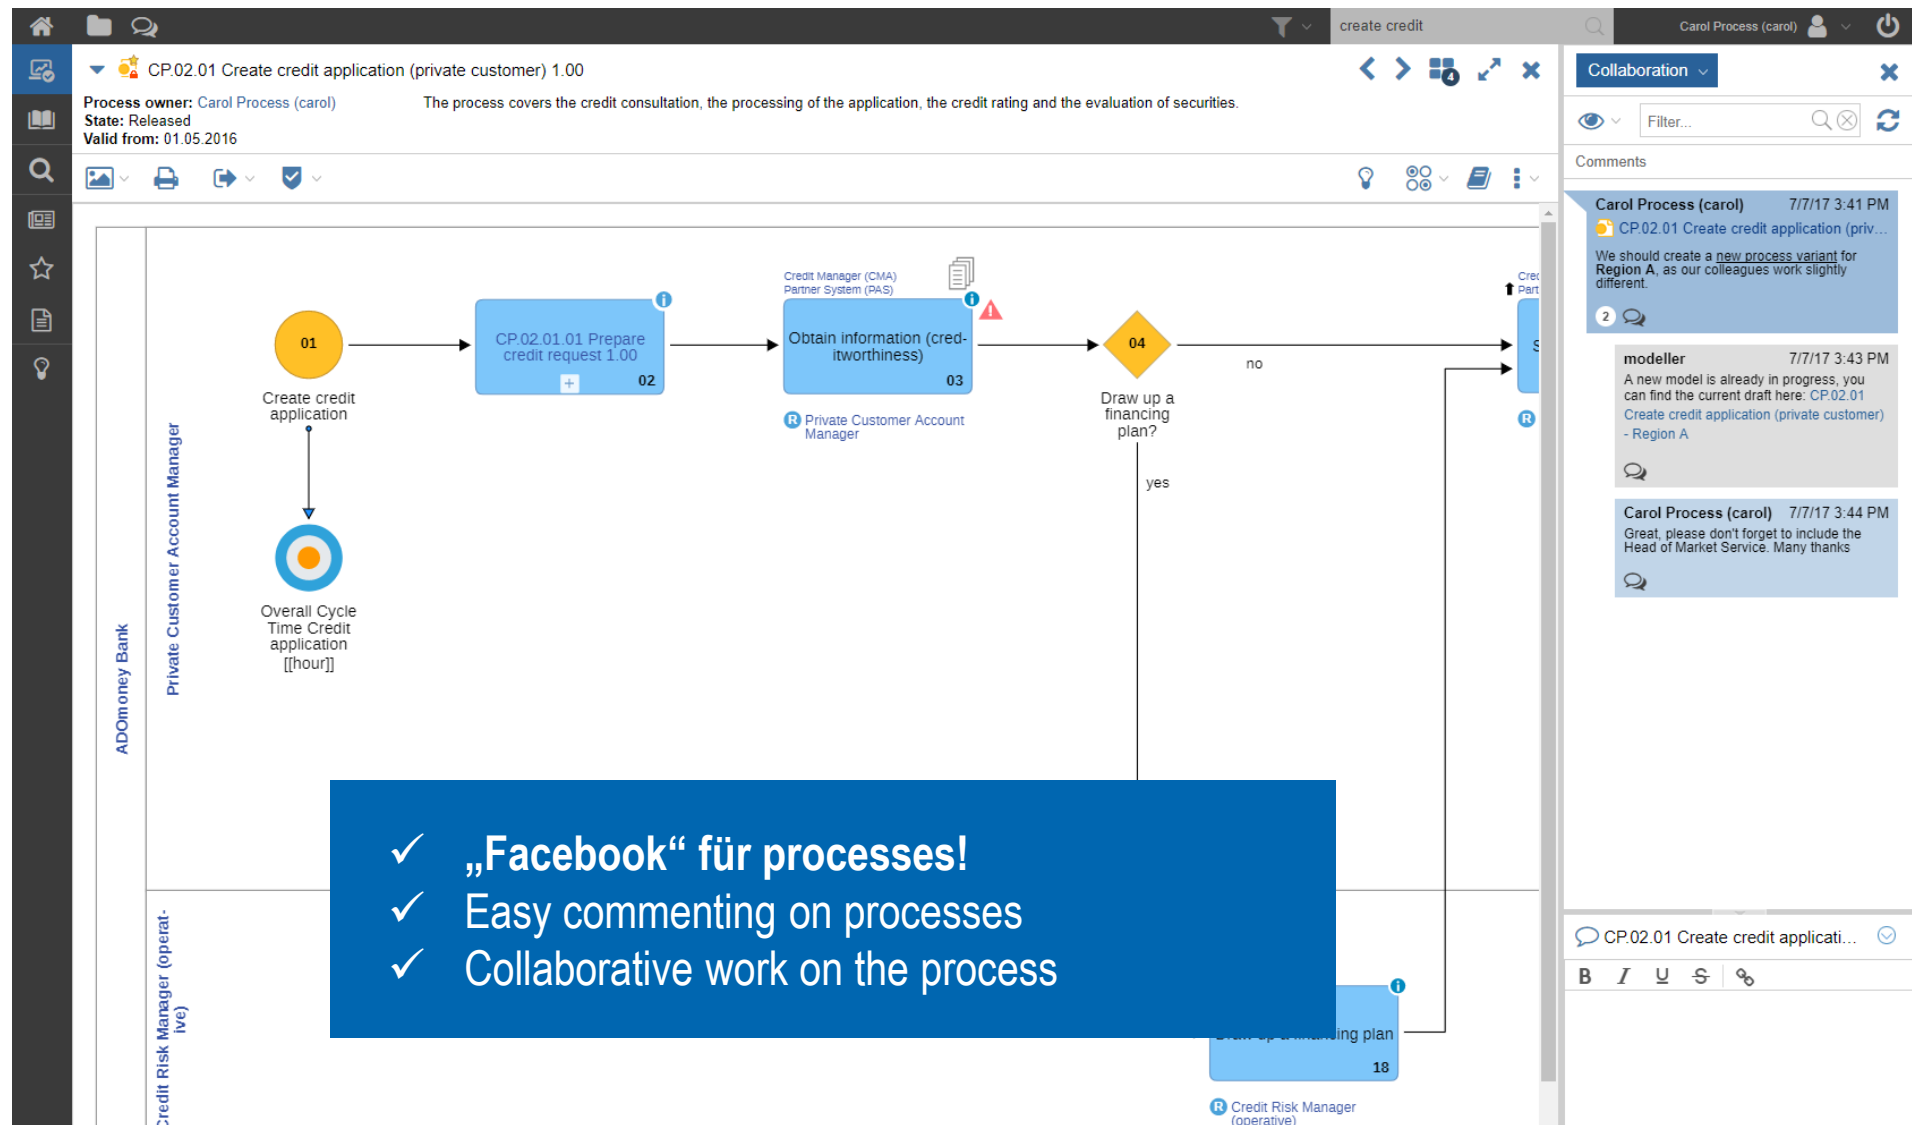 create credit
Carol Process (carol)
CP.02.01 Create credit application (private customer) 1.00
4
Process owner: Carol Process (carol)
The process covers the credit consultation, the processing of the application, the credit rating and the evaluation of securities.
State: Released
Valid from: 01.05.2016
ADOmoney Bank
Private Customer Account Manager
01
Create credit
application
Overall Cycle
Time Credit
application
[[hour]]
CP.02.01.01 Prepare
credit request 1.00
02
Credit Manager (CMA)
Partner System (PAS)
Obtain information (cred-
itworthiness)
03
R Private Customer Account
Manager
04
Draw up a
financing
plan?
no
yes
Cred
Part
S
R
Credit Risk Manager (operat-
ive)
ing plan
18
R Credit Risk Manager
(operative)
„Facebook“ für processes!
Easy commenting on processes
Collaborative work on the process
Collaboration
Filter...
Comments
Carol Process (carol) 7/7/17 3:41 PM
CP.02.01 Create credit application (priv...
We should create a new process variant for
Region A, as our colleagues work slightly
different.
2
modeller 7/7/17 3:43 PM
A new model is already in progress, you
can find the current draft here: CP.02.01
Create credit application (private customer)
- Region A
Carol Process (carol) 7/7/17 3:44 PM
Great, please don't forget to include the
Head of Market Service. Many thanks
CP.02.01 Create credit applicati...
B I U S